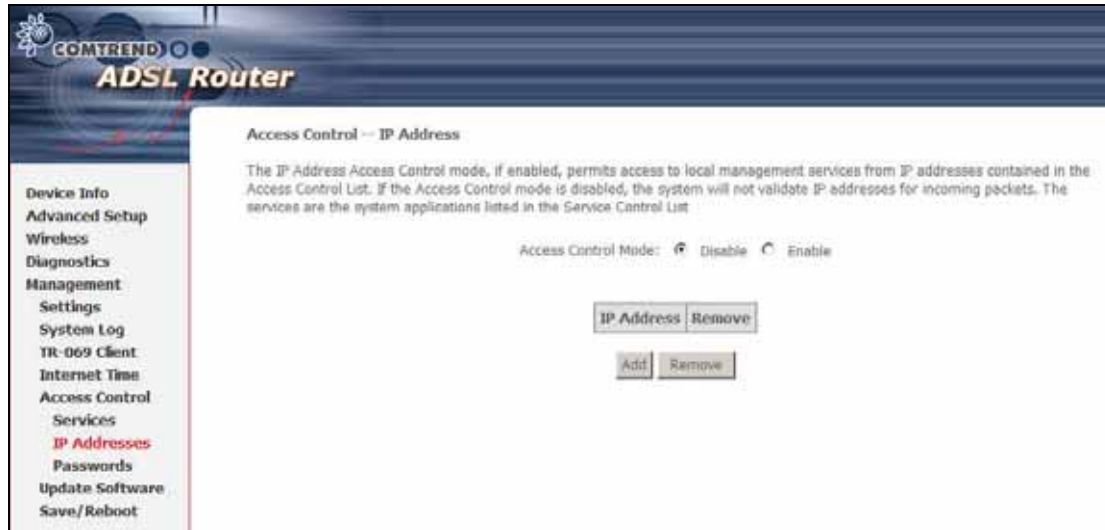 COMTREND
ADSL Router
Access Control -- IP Address
The IP Address Access Control mode, if enabled, permits access to local management services from IP addresses contained in the
Access Control List. If the Access Control mode is disabled, the system will not validate IP addresses for incoming packets. The
services are the system applications listed in the Service Control List
Access Control Mode: Disable Enable
IP Address Remove
Add Remove
Device Info
Advanced Setup
Wireless
Diagnostics
Management
Settings
System Log
TR-069 Client
Internet Time
Access Control
Services
IP Addresses
Passwords
Update Software
Save/Reboot